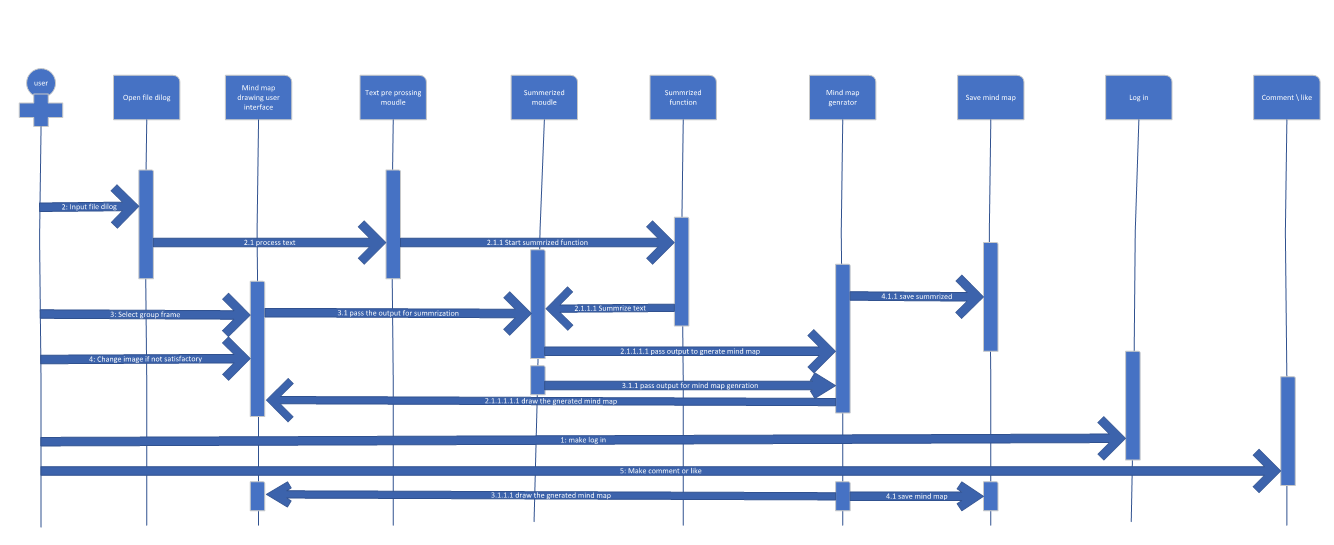 user
Open file dilog
Mind map
drawing user
interface
Text pre prossing
moudle
Summerized
moudle
Summrized
function
Mind map
genrator
Save mind map
Log in
Comment \ like
2: Input file dilog
2.1 process text
2.1.1 Start summrized function
4.1.1 save summrized
2.1.1.1 Summrize text
3: Select group frame
3.1 pass the output for summrization
2.1.1.1.1 pass output to gnerate mind map
4: Change image if not satisfactory
3.1.1 pass output for mind map genration
2.1.1.1.1.1 draw the gnerated mind map
1: make log in
5: Make comment or like
3.1.1.1 draw the gnerated mind map
4.1 save mind map